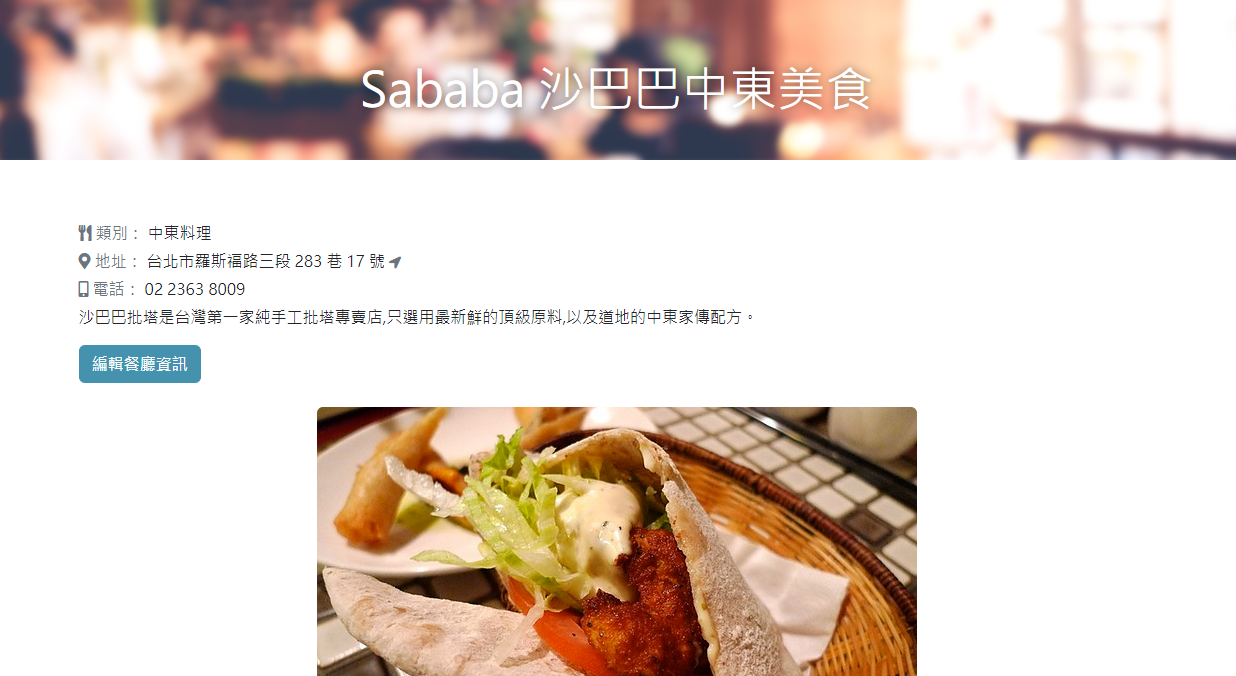 Sababa 沙巴巴中東美食
類別： 中東料理
地址： 台北市羅斯福路三段 283 巷 17 號
電話： 02 2363 8009
沙巴巴批塔是台灣第一家純手工批塔專賣店,只選用最新鮮的頂級原料,以及道地的中東家傳配方。
編輯餐廳資訊